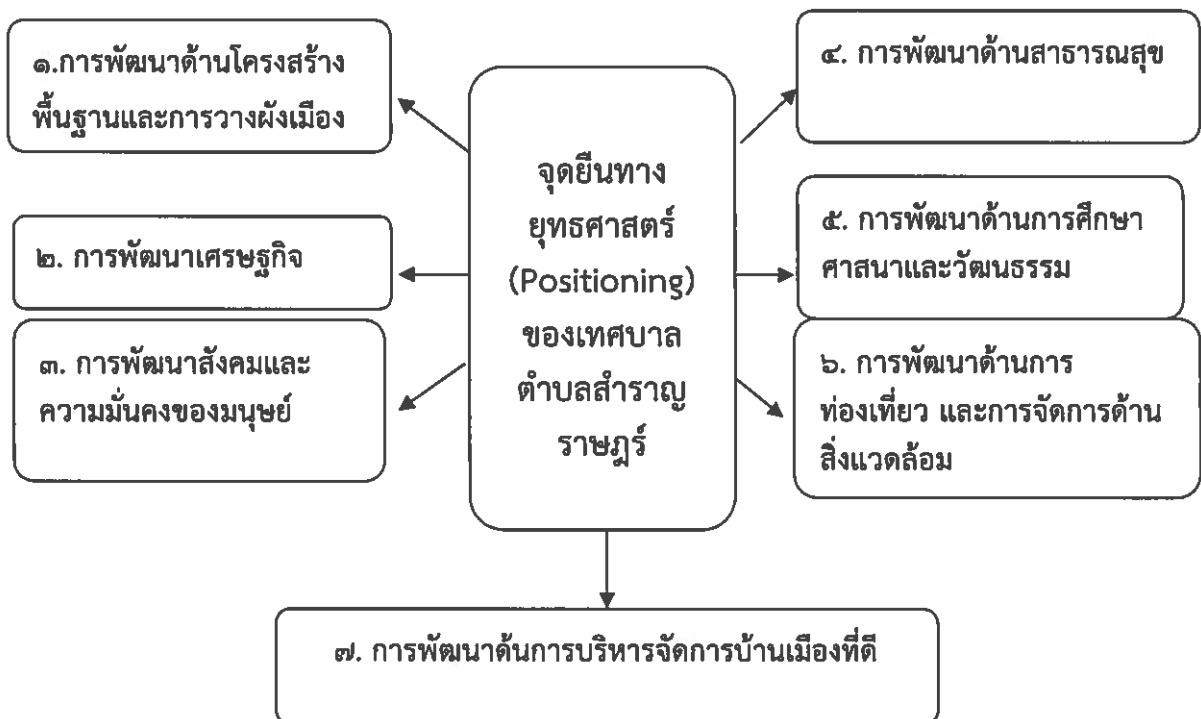 ๑.การพัฒนาด้านโครงสร้าง
พื้นฐานและการวางผังเมือง
๒. การพัฒนาเศรษฐกิจ
๓. การพัฒนาสังคมและ
ความมั่นคงของมนุษย์
จุดยืนทาง
ยุทธศาสตร์
(Positioning)
ของเทศบาล
ตำบลสำราญ
ราษฎร์
๔. การพัฒนาด้านสาธารณสุข
๕. การพัฒนาด้านการศึกษา
ศาสนาและวัฒนธรรม
๖. การพัฒนาด้านการ
ท่องเที่ยว และการจัดการด้าน
สิ่งแวดล้อม
๗. การพัฒนาด้นการบริหารจัดการบ้านเมืองที่ดี